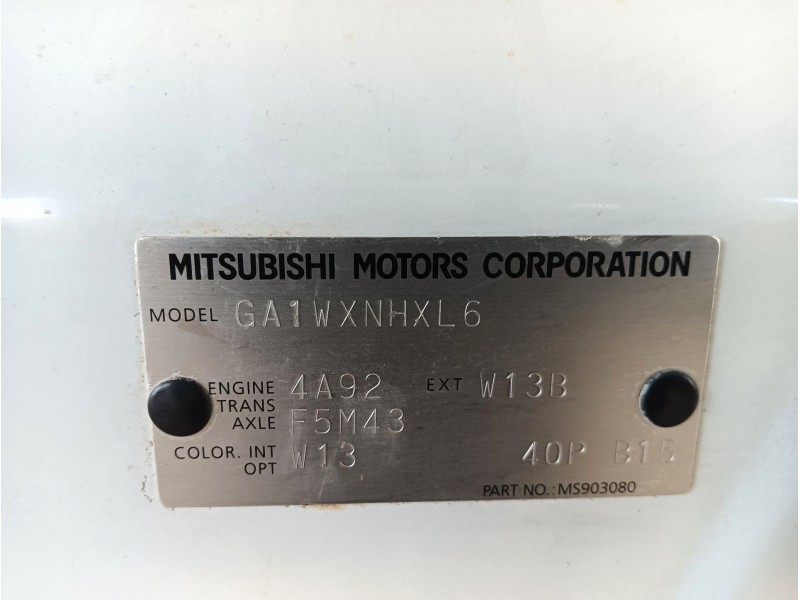 MITSUBISHI MOTORS CORPORATION
MODEL GA1WXNHXL6
ENGINE 4A92 EXT W13B
TRANS
AXLE F5M43
COLOR. INT W13 40P B15
OPT
PART NO.: MS903080